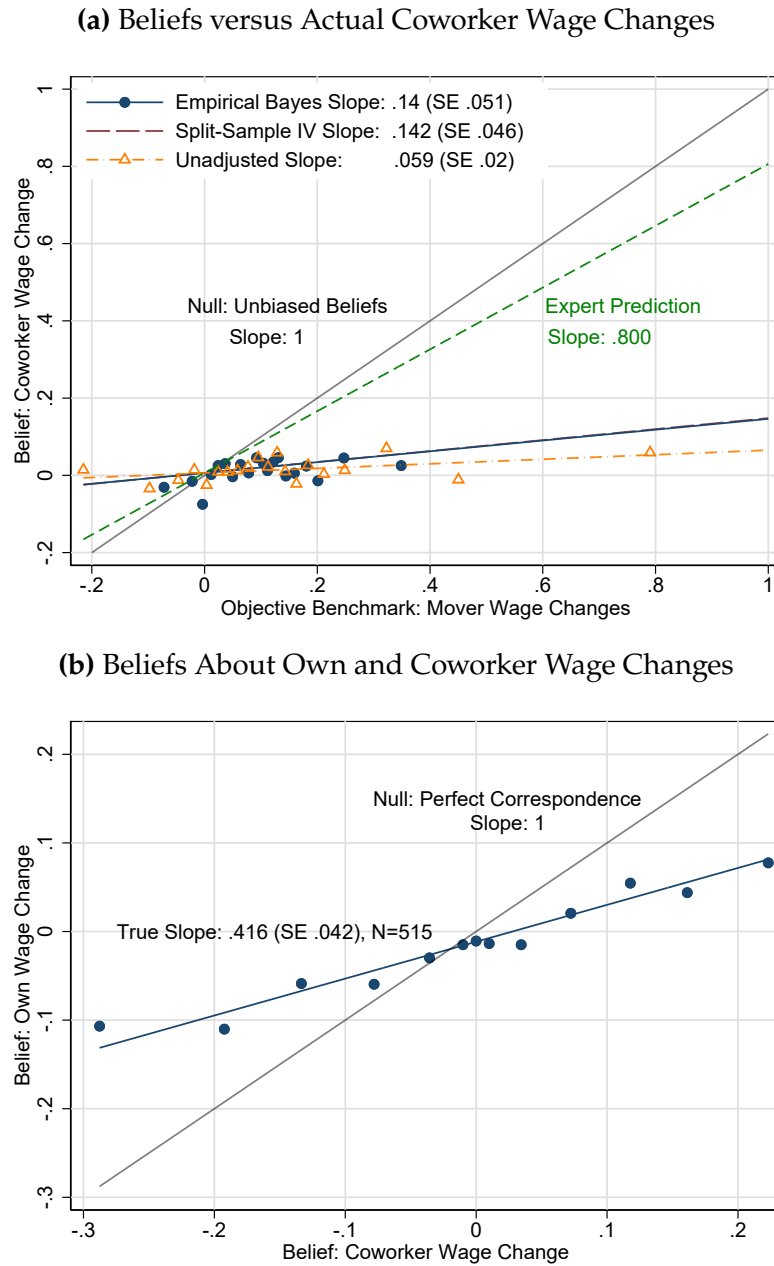 (a) Beliefs versus Actual Coworker Wage Changes
Empirical Bayes Slope: .14 (SE .051)
Split-Sample IV Slope: .142 (SE .046)
Unadjusted Slope: .059 (SE .02)
Null: Unbiased Beliefs
Slope: 1
Expert Prediction
Slope: .800
Belief: Coworker Wage Change
1
.8
.6
.4
.2
0
-.2
-.2 0 .2 .4 .6 .8 1
Objective Benchmark: Mover Wage Changes
(b) Beliefs About Own and Coworker Wage Changes
Null: Perfect Correspondence
Slope: 1
True Slope: .416 (SE .042), N=515
Belief: Own Wage Change
.2
.1
0
-.1
-.2
-.3
-.3 -.2 -.1 0 .1 .2
Belief: Coworker Wage Change